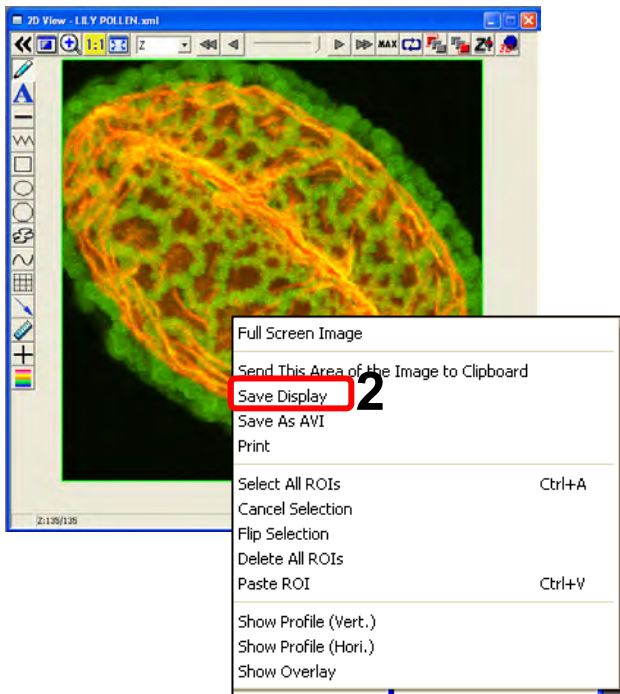 2D View - LILY POLLEN.xml
1:1 Z MAX Z 3D
A
Z:135/135
Full Screen Image
Send This Area of the Image to Clipboard
Save Display 2
Save As AVI
Print
Select All ROIs Ctrl+A
Cancel Selection
Flip Selection
Delete All ROIs
Paste ROI Ctrl+V
Show Profile (Vert.)
Show Profile (Hori.)
Show Overlay